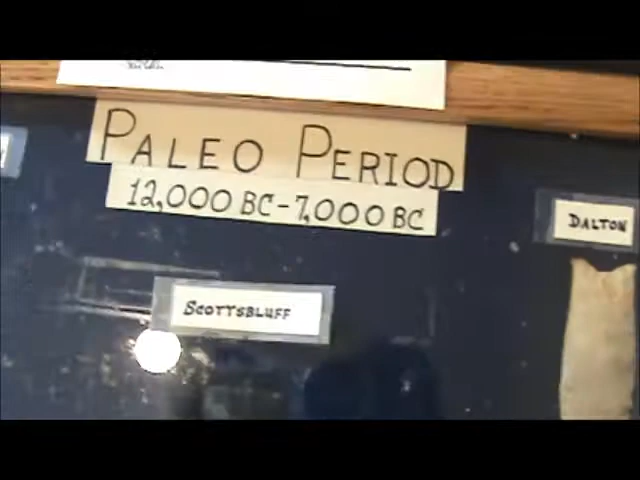 PALEO PERIOD
12,000 BC-7,000 BC
DALTON
SCOTTSBLUFF